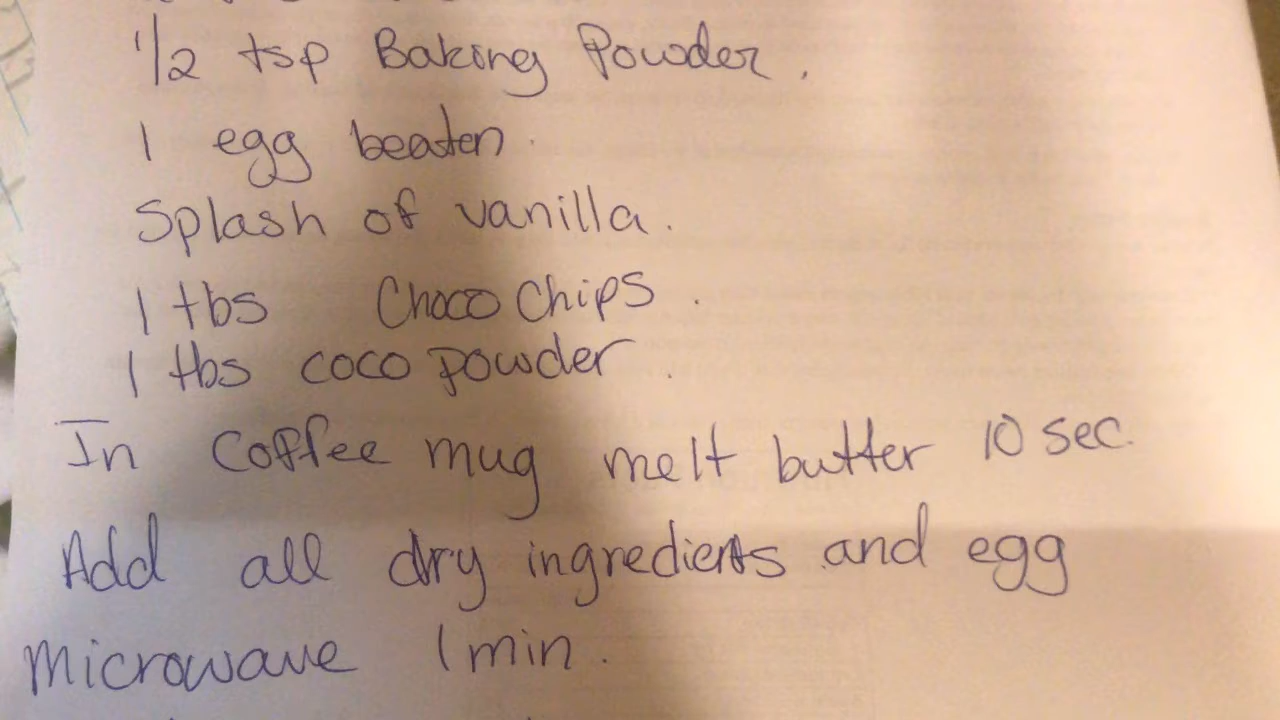 1/2 tsp Baking Powder.
1 egg beaten.
Splash of vanilla.
1 tbs Choco Chips.
1 tbs coco powder.
In Coffee mug melt butter 10 sec.
Add all dry ingredients and egg
Microwave 1 min.